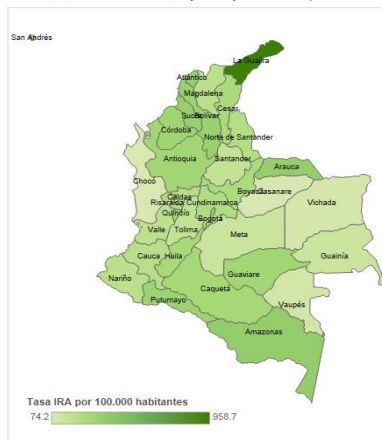 San Andrés
La Guajira
Atlántico
Magdalena
Cesar
Sucre
Bolívar
Córdoba
Norte de Santander
Antioquia
Santander
Arauca
Chocó
Boyacá
Casanare
Caldas
Risaralda
Cundinamarca
Vichada
Quindío
Bogotá
Valle
Tolima
Meta
Guainía
Cauca
Huila
Guaviare
Nariño
Caquetá
Vaupés
Putumayo
Amazonas
Tasa IRA por 100.000 habitantes
74.2 958.7